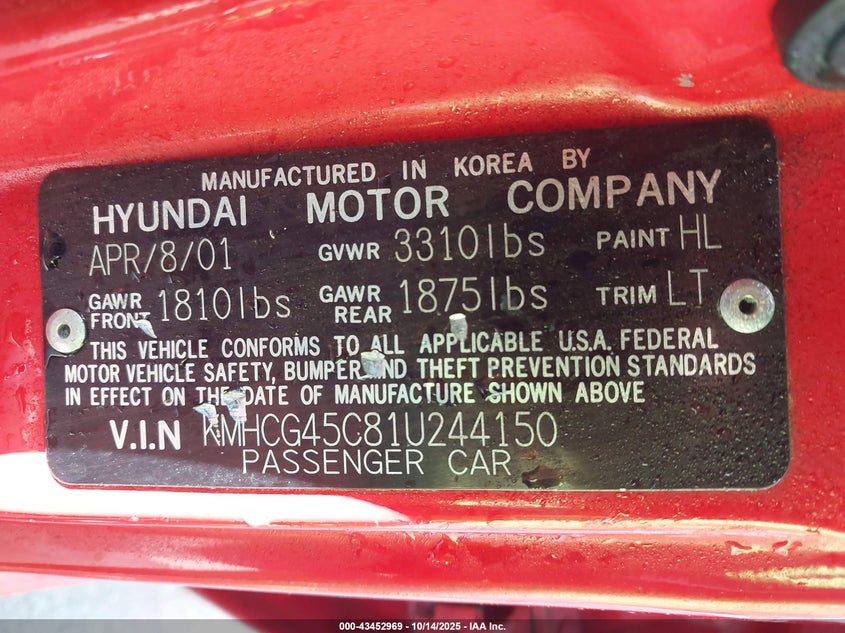 MANUFACTURED IN KOREA BY
HYUNDAI MOTOR COMPANY
APR/8/01 GVWR 3310lbs PAINT HL
GAWR FRONT 1810lbs GAWR REAR 1875lbs TRIM LT
THIS VEHICLE CONFORMS TO ALL APPLICABLE U.S.A. FEDERAL
MOTOR VEHICLE SAFETY, BUMPER AND THEFT PREVENTION STANDARDS
IN EFFECT ON THE DATE OF MANUFACTURE SHOWN ABOVE
V.I.N KMHCG45C81U244150
PASSENGER CAR
000-43452969 - 10/14/2025 - IAA Inc.